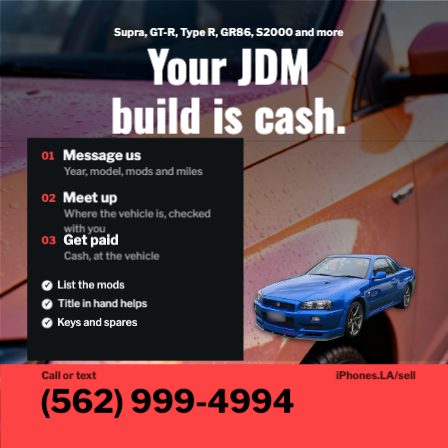 Supra, GT-R, Type R, GR86, S2000 and more
Your JDM
build is cash.
01 Message us
Year, model, mods and miles
02 Meet up
Where the vehicle is, checked
with you
03 Get paid
Cash, at the vehicle
List the mods
Title in hand helps
Keys and spares
Call or text
iPhones.LA/sell
(562) 999-4994